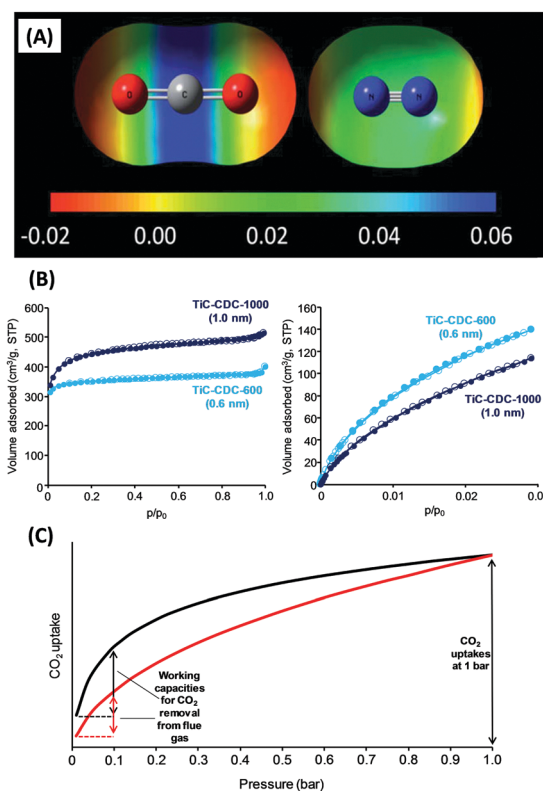 (A)
O C O N N
-0.02 0.00 0.02 0.04 0.06
(B)
Volume adsorbed (cm³/g, STP)
600
500
400
300
200
100
0
TiC-CDC-1000
(1.0 nm)
TiC-CDC-600
(0.6 nm)
0 0.2 0.4 0.6 0.8 1.0
p/p₀
Volume adsorbed (cm³/g, STP)
160
140
120
100
80
60
40
20
0
TiC-CDC-600
(0.6 nm)
TiC-CDC-1000
(1.0 nm)
0 0.01 0.02 0.0
p/p₀
(C)
CO₂ uptake
Working
capacities
for CO₂
removal
from flue
gas
CO₂
uptakes
at 1 bar
0.0 0.1 0.2 0.3 0.4 0.5 0.6 0.7 0.8 0.9 1.0
Pressure (bar)